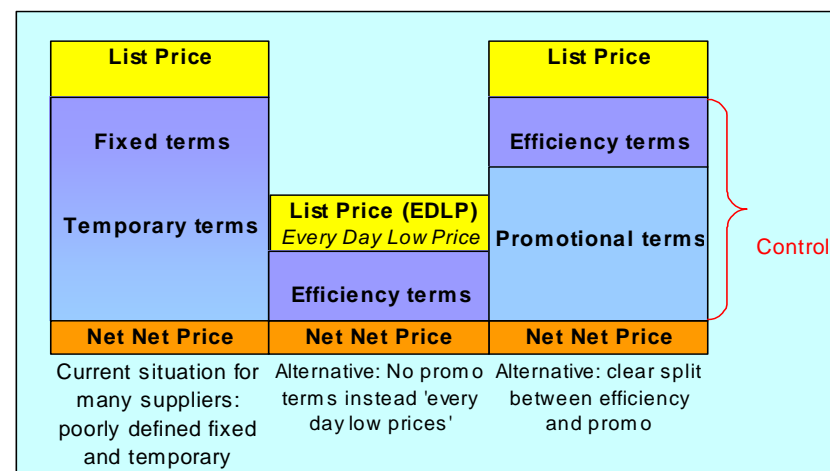 List Price
Fixed terms
Temporary terms
Net Net Price
Current situation for
many suppliers:
poorly defined fixed
and temporary
List Price (EDLP)
Every Day Low Price
Efficiency terms
Net Net Price
Alternative: No promo
terms instead 'every
day low prices'
List Price
Efficiency terms
Promotional terms
Net Net Price
Alternative: clear split
between efficiency
and promo
Control